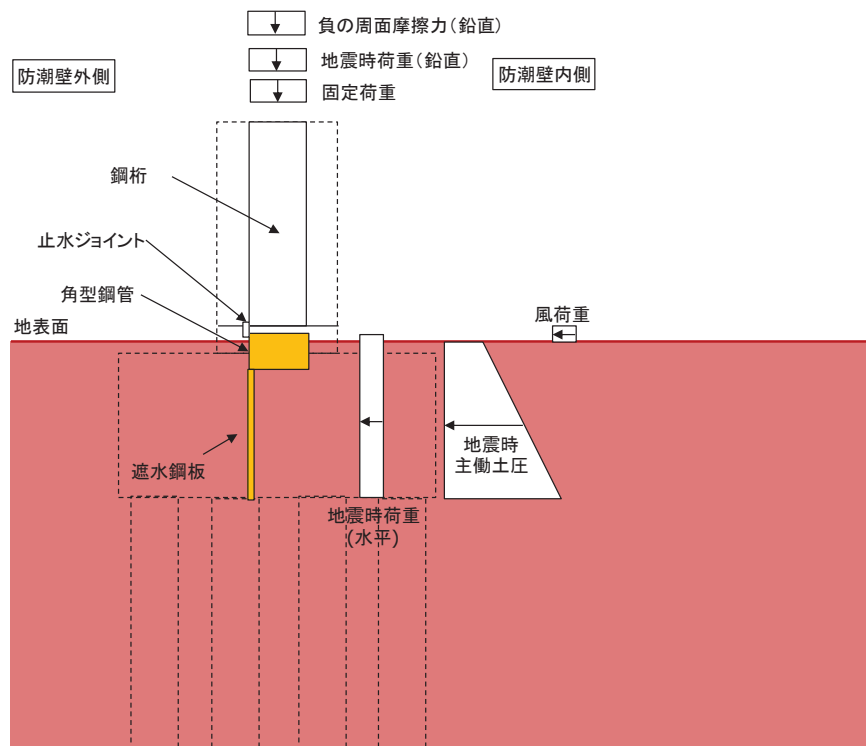 負の周面摩擦力(鉛直)
地震時荷重(鉛直)
固定荷重
防潮壁外側
防潮壁内側
鋼桁
止水ジョイント
角型鋼管
地表面
風荷重
遮水鋼板
地震時
主働土圧
地震時荷重
(水平)